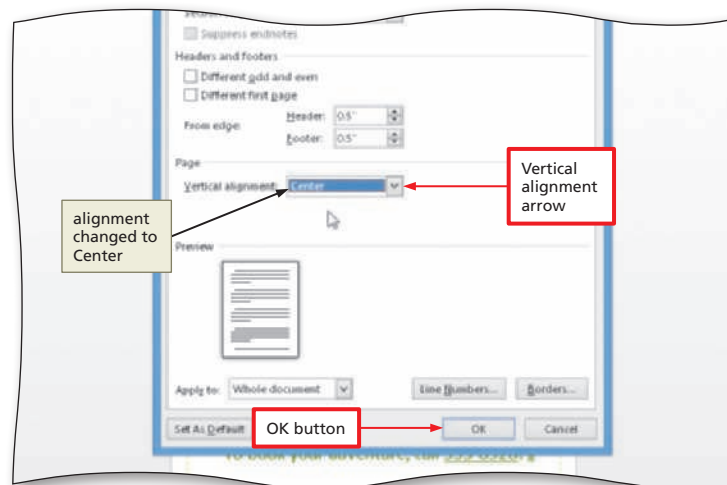 Suppress endnotes
Headers and footers
Different odd and even
Different first page
From edge:
Header: 0.5"
Footer: 0.5"
Page
Vertical alignment: Center
Vertical
alignment
arrow
alignment
changed to
Center
Preview
Apply to: Whole document
Line Numbers... Borders...
Set As Default
OK button
OK
Cancel
To book your adventure, call